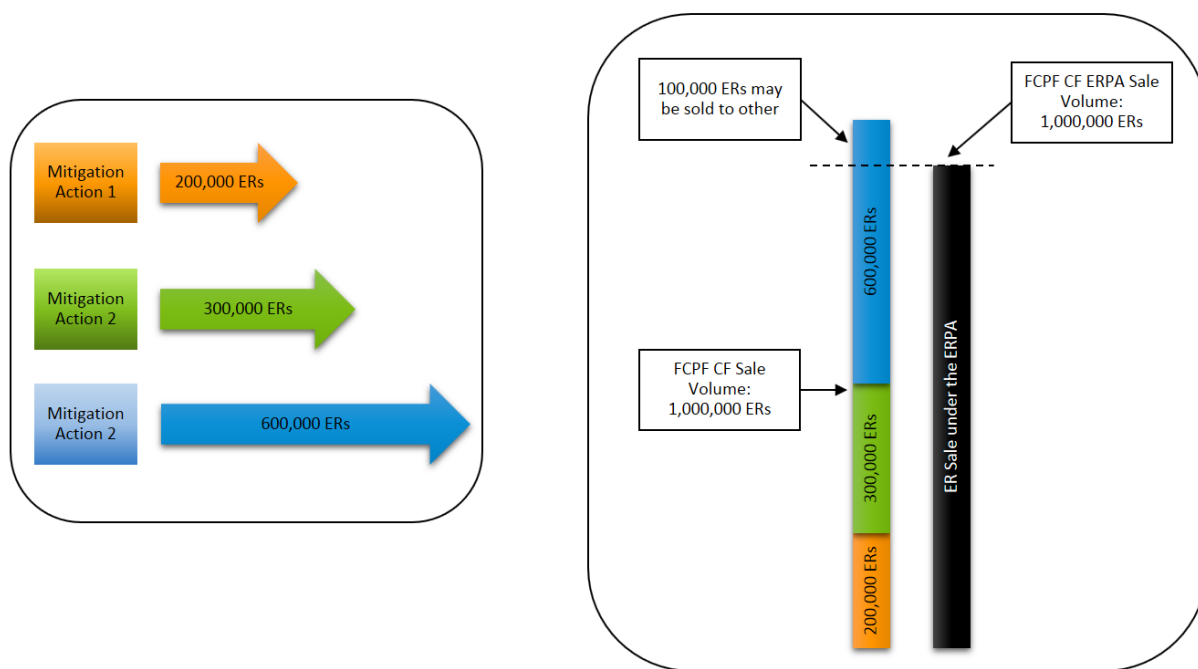 Mitigation
Action 1
200,000 ERs
Mitigation
Action 2
300,000 ERs
Mitigation
Action 2
600,000 ERs
100,000 ERs may
be sold to other
FCPF CF ERPA Sale
Volume:
1,000,000 ERs
FCPF CF Sale
Volume:
1,000,000 ERs
600,000 ERs
300,000 ERs
200,000 ERs
ER Sale under the ERPA